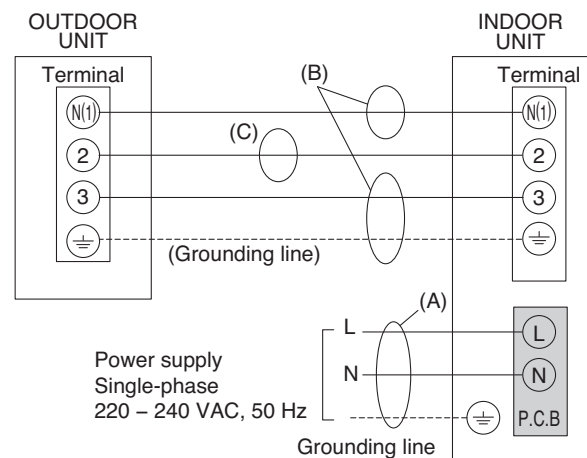 OUTDOOR
UNIT
INDOOR
UNIT
Terminal
(B)
Terminal
N(1)
N(1)
(C)
2
2
3
3
(Grounding line)
(A)
L
L
Power supply
N
N
Single-phase
220 – 240 VAC, 50 Hz
P.C.B
Grounding line